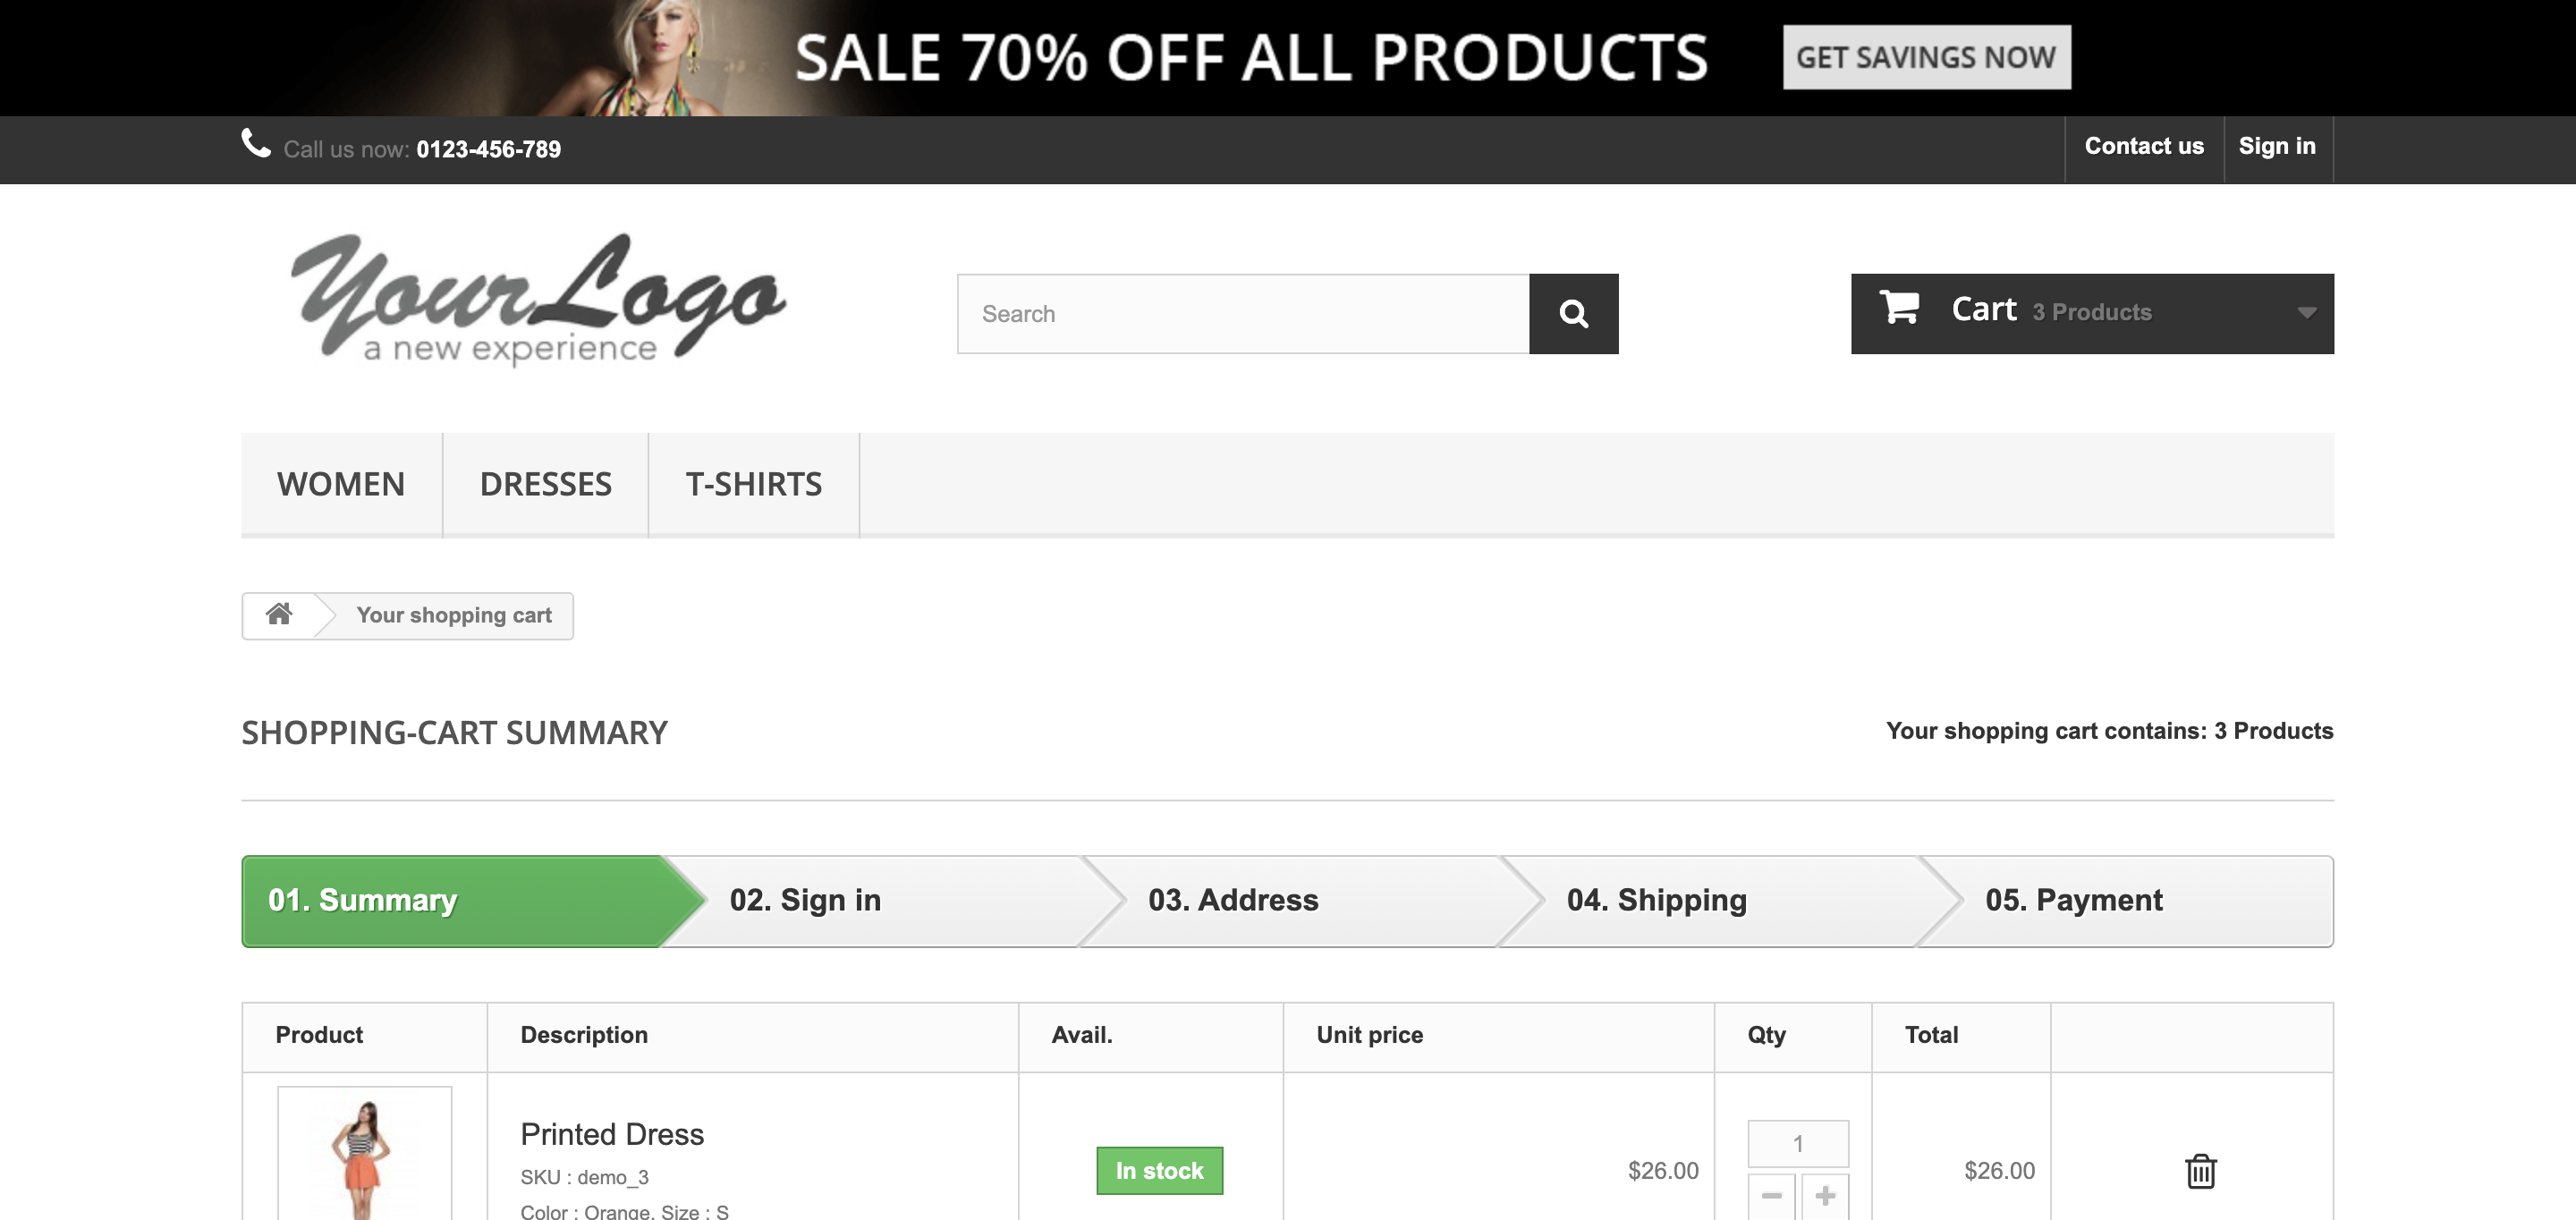 SALE 70% OFF ALL PRODUCTS GET SAVINGS NOW
Call us now: 0123-456-789 Contact us Sign in
YourLogo
a new experience
Search
Cart 3 Products
WOMEN DRESSES T-SHIRTS
Your shopping cart
SHOPPING-CART SUMMARY Your shopping cart contains: 3 Products
01. Summary 02. Sign in 03. Address 04. Shipping 05. Payment
Product Description Avail. Unit price Qty Total
Printed Dress
SKU : demo_3
Color : Orange, Size : S
In stock $26.00 1 $26.00